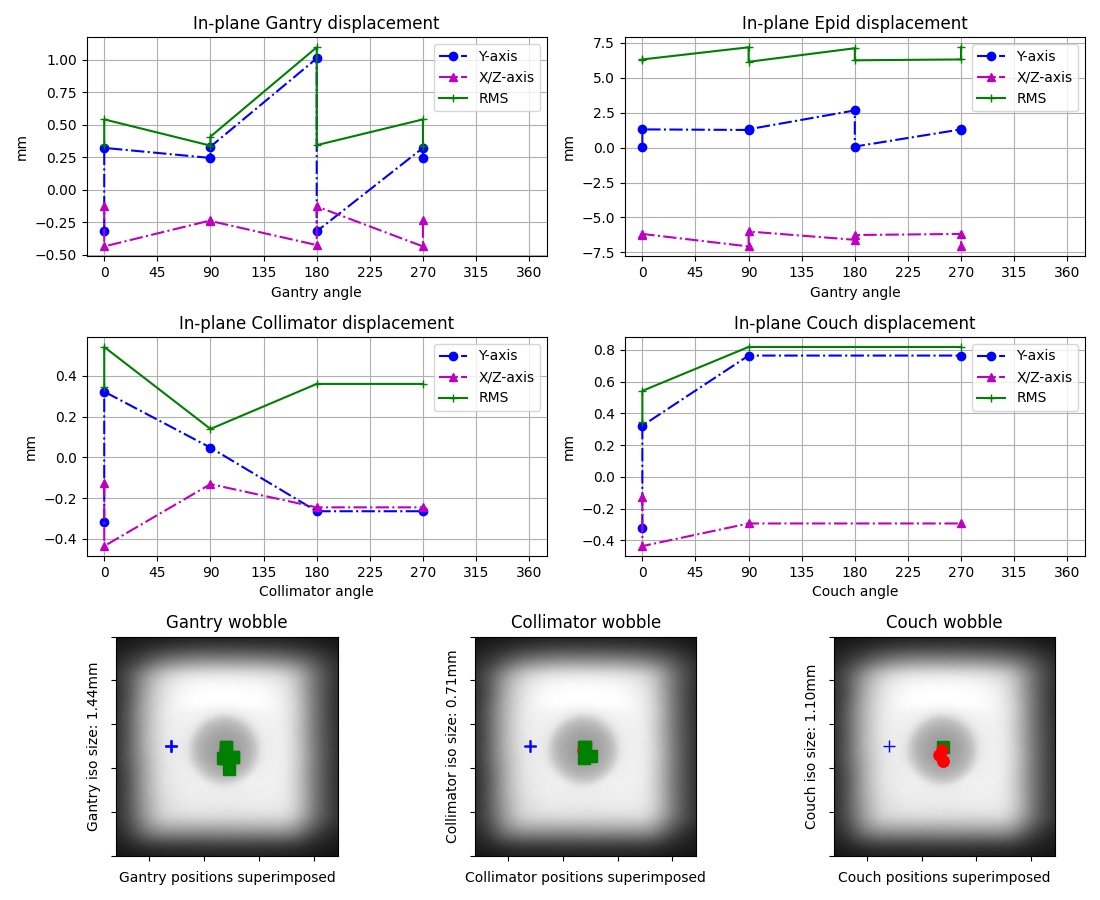 In-plane Gantry displacement
mm
1.00
0.75
0.50
0.25
0.00
−0.25
−0.50
Y-axis
X/Z-axis
RMS
0 45 90 135 180 225 270 315 360
Gantry angle
In-plane Epid displacement
mm
7.5
5.0
2.5
0.0
−2.5
−5.0
−7.5
Y-axis
X/Z-axis
RMS
0 45 90 135 180 225 270 315 360
Gantry angle
In-plane Collimator displacement
mm
0.4
0.2
0.0
−0.2
−0.4
Y-axis
X/Z-axis
RMS
0 45 90 135 180 225 270 315 360
Collimator angle
In-plane Couch displacement
mm
0.8
0.6
0.4
0.2
0.0
−0.2
−0.4
Y-axis
X/Z-axis
RMS
0 45 90 135 180 225 270 315 360
Couch angle
Gantry wobble
Gantry iso size: 1.44mm
Gantry positions superimposed
Collimator wobble
Collimator iso size: 0.71mm
Collimator positions superimposed
Couch wobble
Couch iso size: 1.10mm
Couch positions superimposed